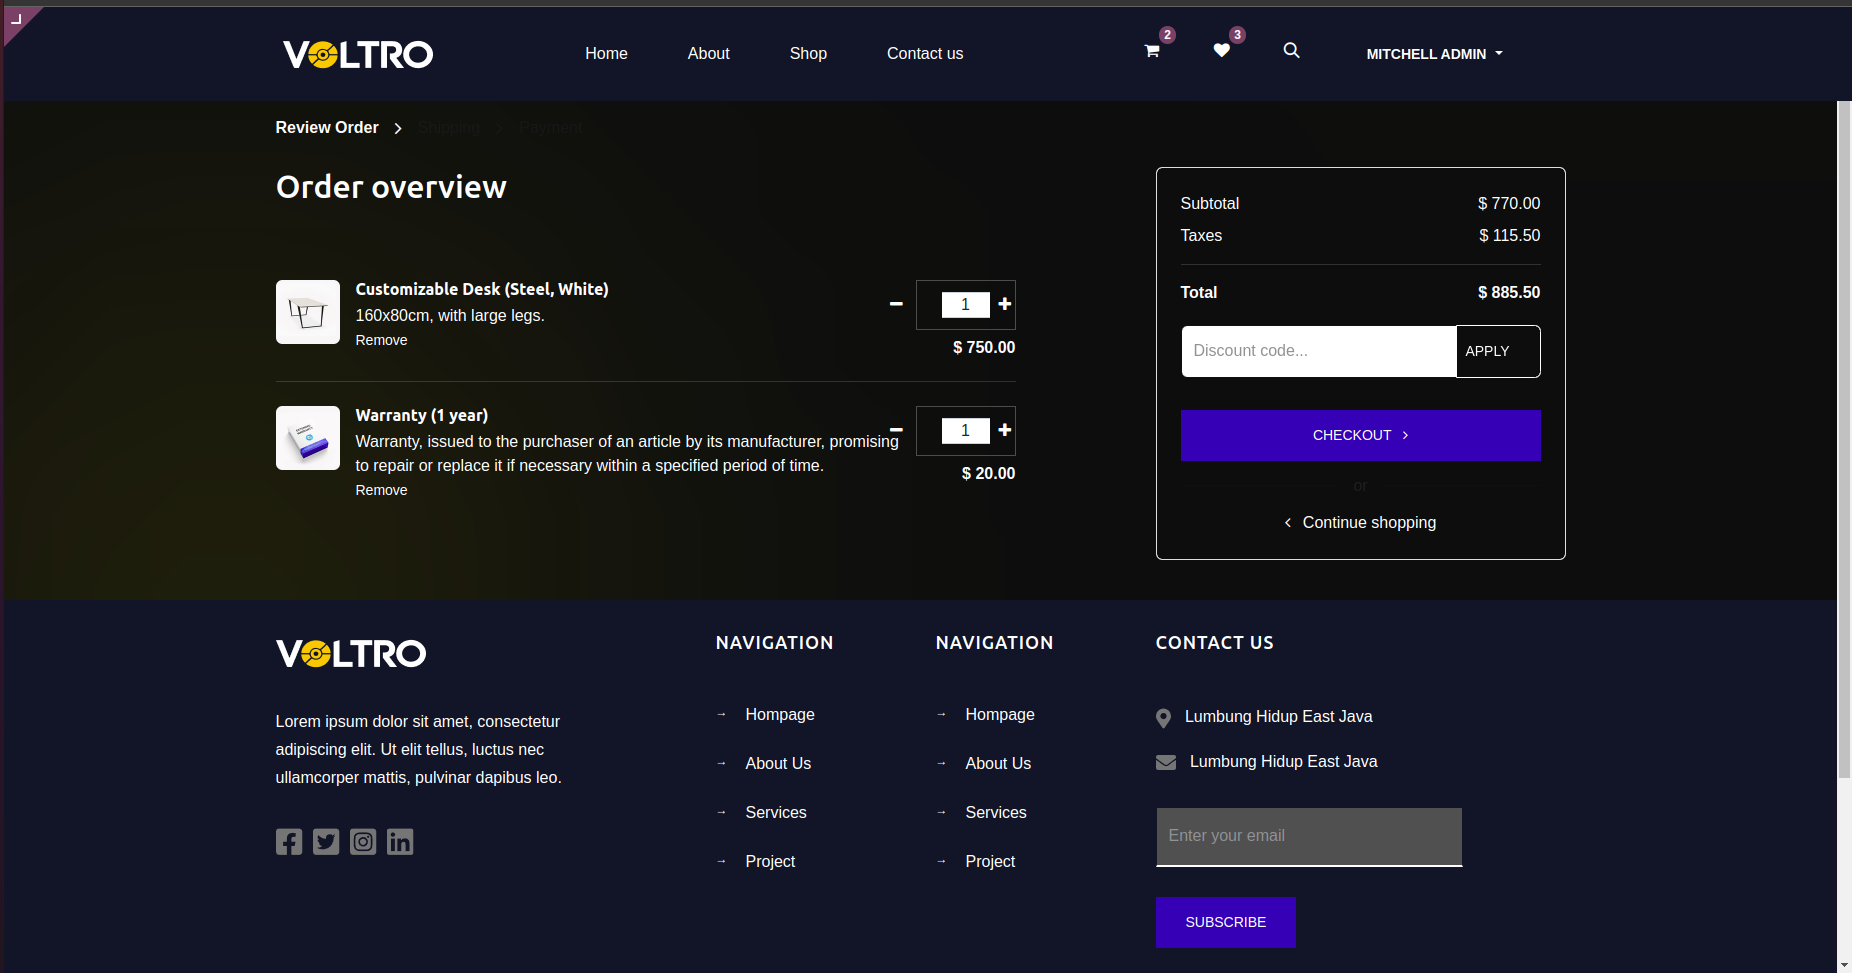 VOLTRO
Home
About
Shop
Contact us
2
3
MITCHELL ADMIN
Review Order
Shipping
Payment
Order overview
Customizable Desk (Steel, White)
160x80cm, with large legs.
Remove
1
$ 750.00
Warranty (1 year)
Warranty, issued to the purchaser of an article by its manufacturer, promising
to repair or replace it if necessary within a specified period of time.
Remove
1
$ 20.00
Subtotal $ 770.00
Taxes $ 115.50
Total $ 885.50
Discount code...
APPLY
CHECKOUT
or
Continue shopping
VOLTRO
Lorem ipsum dolor sit amet, consectetur
adipiscing elit. Ut elit tellus, luctus nec
ullamcorper mattis, pulvinar dapibus leo.
NAVIGATION
→ Hompage
→ About Us
→ Services
→ Project
NAVIGATION
→ Hompage
→ About Us
→ Services
→ Project
CONTACT US
Lumbung Hidup East Java
Lumbung Hidup East Java
Enter your email
SUBSCRIBE